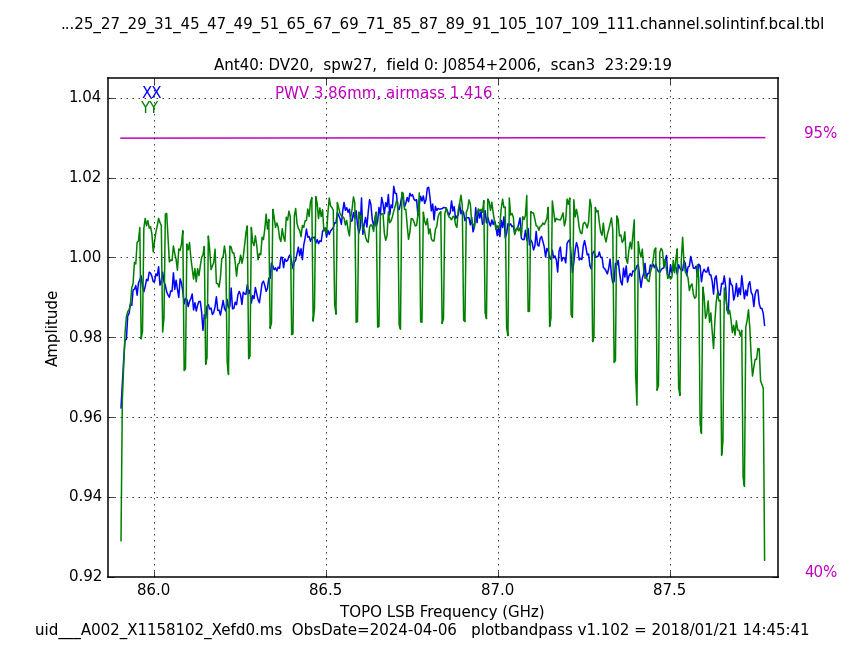 ...25_27_29_31_45_47_49_51_65_67_69_71_85_87_89_91_105_107_109_111.channel.solintinf.bcal.tbl
Ant40: DV20,  spw27,  field 0: J0854+2006,  scan3  23:29:19
XX
YY
PWV 3.86mm, airmass 1.416
95%
40%
1.04
1.02
1.00
0.98
0.96
0.94
0.92
Amplitude
86.0 86.5 87.0 87.5
TOPO LSB Frequency (GHz)
uid___A002_X1158102_Xefd0.ms  ObsDate=2024-04-06   plotbandpass v1.102 = 2018/01/21 14:45:41